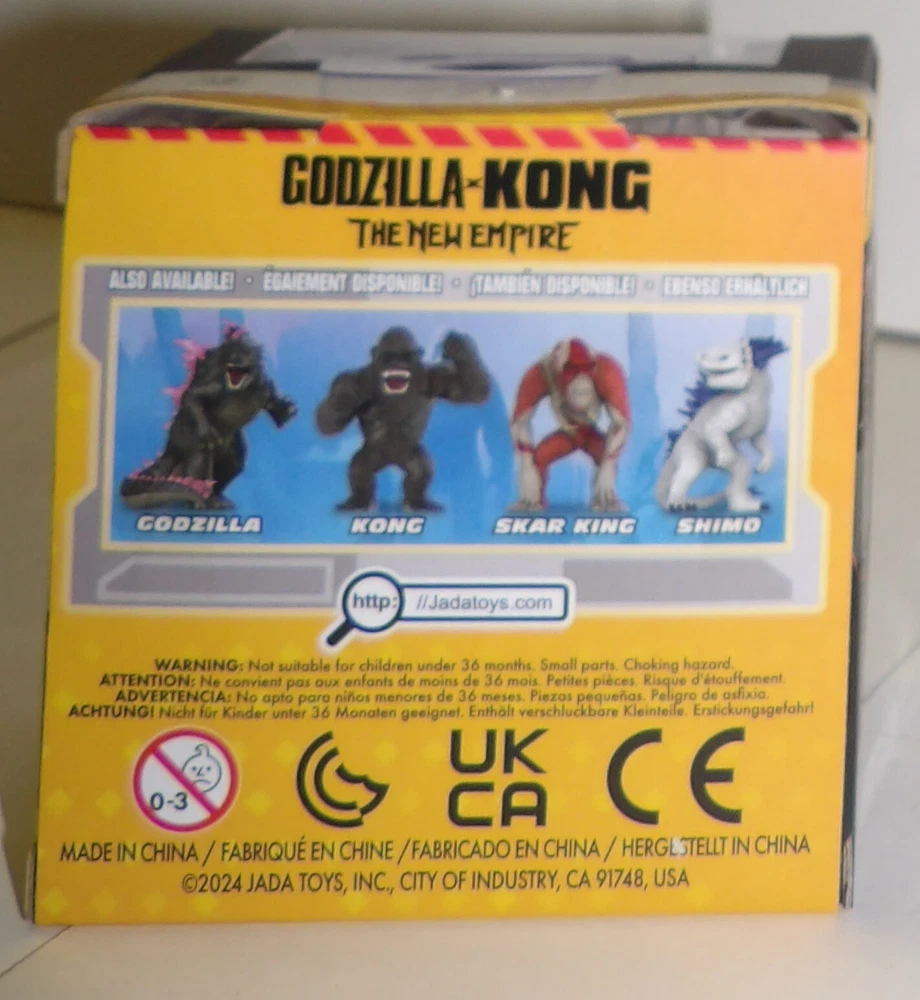 GODZILLA × KONG
THE NEW EMPIRE
ALSO AVAILABLE! • ÉGALEMENT DISPONIBLE! • ¡TAMBIÉN DISPONIBLE! • EBENSO ERHÄLTLICH
GODZILLA KONG SKAR KING SHIMO
http: //Jadatoys.com
WARNING: Not suitable for children under 36 months. Small parts. Choking hazard.
ATTENTION: Ne convient pas aux enfants de moins de 36 mois. Petites pièces. Risque d'étouffement.
ADVERTENCIA: No apto para niños menores de 36 meses. Piezas pequeñas. Peligro de asfixia.
ACHTUNG! Nicht für Kinder unter 36 Monaten geeignet. Enthält verschluckbare Kleinteile. Erstickungsgefahr!
0-3
UK
CA
CE
MADE IN CHINA / FABRIQUÉ EN CHINE / FABRICADO EN CHINA / HERGESTELLT IN CHINA
©2024 JADA TOYS, INC., CITY OF INDUSTRY, CA 91748, USA